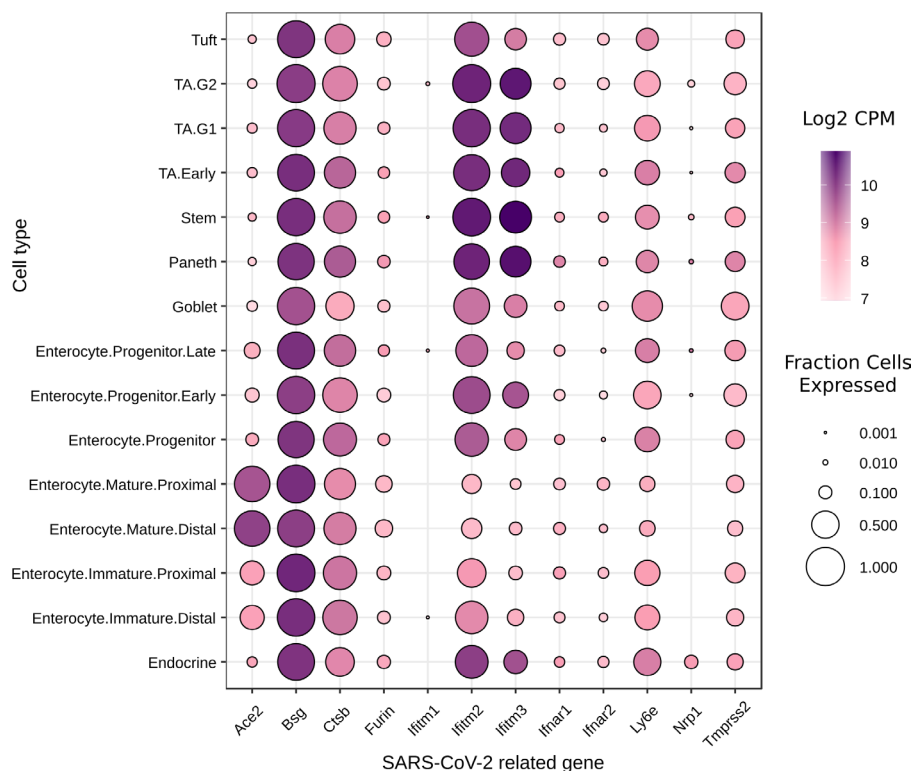 Cell type
Tuft
TA.G2
TA.G1
TA.Early
Stem
Paneth
Goblet
Enterocyte.Progenitor.Late
Enterocyte.Progenitor.Early
Enterocyte.Progenitor
Enterocyte.Mature.Proximal
Enterocyte.Mature.Distal
Enterocyte.Immature.Proximal
Enterocyte.Immature.Distal
Endocrine
Ace2
Bsg
Ctsb
Furin
Ifitm1
Ifitm2
Ifitm3
Ifnar1
Ifnar2
Ly6e
Nrp1
Tmprss2
SARS-CoV-2 related gene
Log2 CPM
10
9
8
7
Fraction Cells
Expressed
0.001
0.010
0.100
0.500
1.000